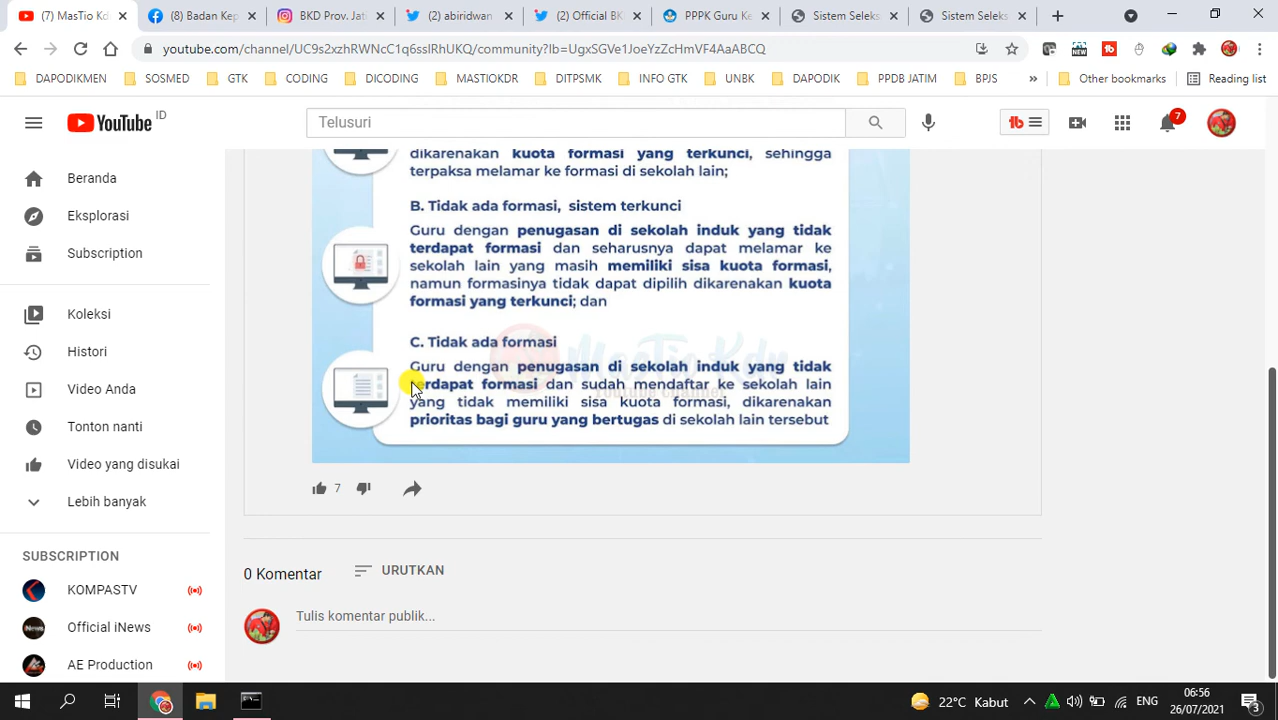 (7) MasTio Kd
(8) Badan Kep
BKD Prov. Jati
(2) abiridwan
(2) Official BK
PPPK Guru Ke
Sistem Seleks
Sistem Seleks
youtube.com/channel/UC9s2xzhRWNcC1q6ssIRhUKQ/community?lb=UgxSGVe1JoeYzZcHmVF4AaABCQ
DAPODIKMEN
SOSMED
GTK
CODING
DICODING
MASTIOKDR
DITPSMK
INFO GTK
UNBK
DAPODIK
PPDB JATIM
BPJS
»
Other bookmarks
Reading list
YouTube ID
Telusuri
7
Beranda
Eksplorasi
Subscription
Koleksi
Histori
Video Anda
Tonton nanti
Video yang disukai
Lebih banyak
SUBSCRIPTION
KOMPASTV
Official iNews
AE Production
dikarenakan kuota formasi yang terkunci, sehingga
terpaksa melamar ke formasi di sekolah lain;
B. Tidak ada formasi, sistem terkunci
Guru dengan penugasan di sekolah induk yang tidak
terdapat formasi dan seharusnya dapat melamar ke
sekolah lain yang masih memiliki sisa kuota formasi,
namun formasinya tidak dapat dipilih dikarenakan kuota
formasi yang terkunci; dan
C. Tidak ada formasi
Guru dengan penugasan di sekolah induk yang tidak
terdapat formasi dan sudah mendaftar ke sekolah lain
yang tidak memiliki sisa kuota formasi, dikarenakan
prioritas bagi guru yang bertugas di sekolah lain tersebut
MasTio Kdr
Youtube Channel
7
0 Komentar
URUTKAN
Tulis komentar publik...
22°C Kabut
ENG
06:56
26/07/2021
3